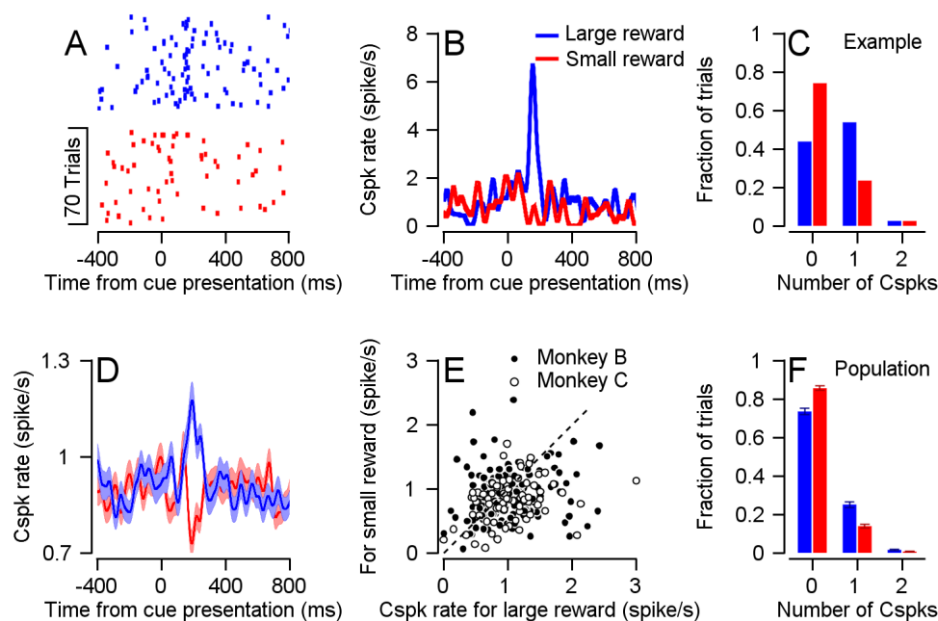 A
70 Trials
-400 0 400 800
Time from cue presentation (ms)
B
Large reward
Small reward
Cspk rate (spike/s)
8
6
4
2
0
-400 0 400 800
Time from cue presentation (ms)
C
Example
Fraction of trials
1
0.8
0.6
0.4
0.2
0
0 1 2
Number of Cspks
D
Cspk rate (spike/s)
1.3
1
0.7
-400 0 400 800
Time from cue presentation (ms)
E
Monkey B
Monkey C
For small reward (spike/s)
3
2
1
0
0 1 2 3
Cspk rate for large reward (spike/s)
F
Population
Fraction of trials
1
0.8
0.6
0.4
0.2
0
0 1 2
Number of Cspks